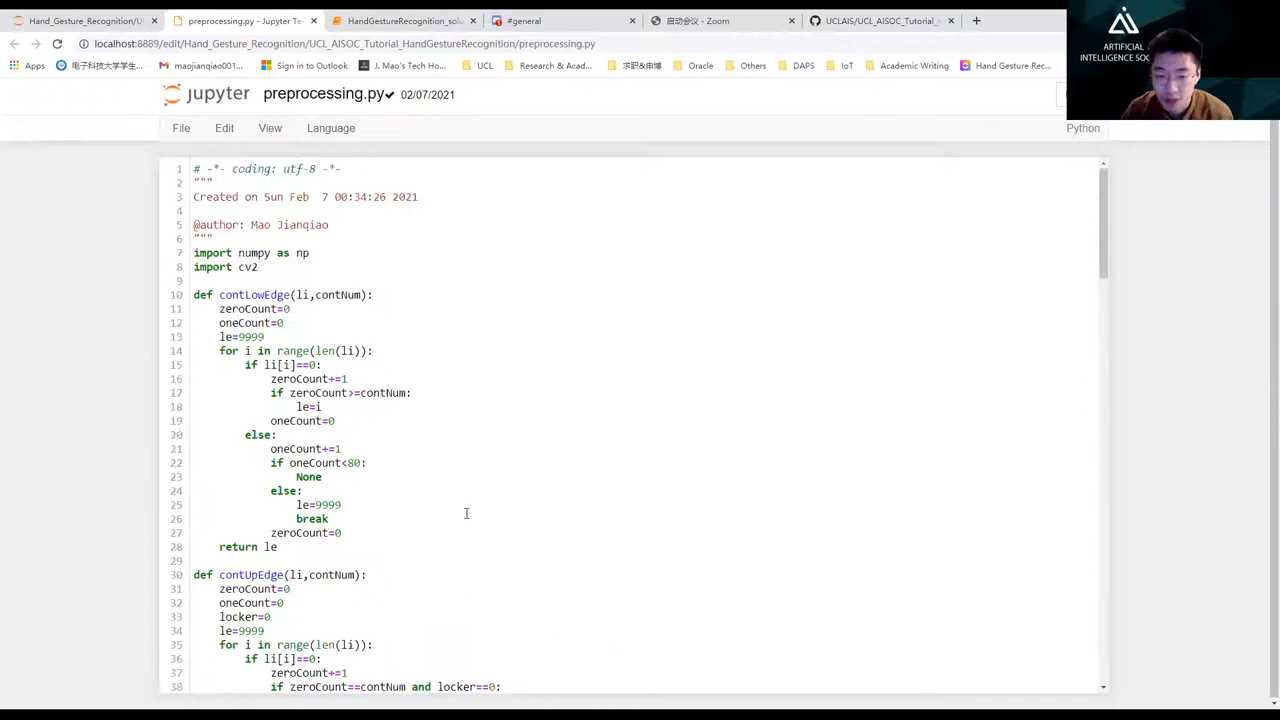 Hand_Gesture_Recognition/U
preprocessing.py - Jupyter Te
HandGestureRecognition_solu
#general
启动会议 - Zoom
UCLAIS/UCL_AISOC_Tutorial_
localhost:8889/edit/Hand_Gesture_Recognition/UCL_AISOC_Tutorial_HandGestureRecognition/preprocessing.py
Apps
电子科技大学学生...
maojianqiao001...
Sign in to Outlook
J. Mao's Tech Ho...
UCL
Research & Acad...
求职&申博
Oracle
Others
DAPS
IoT
Academic Writing
Hand Gesture Rec...
ARTIFICIAL
INTELLIGENCE SOC
jupyter preprocessing.py✔ 02/07/2021
File Edit View Language Python
1 # -*- coding: utf-8 -*-
2 """
3 Created on Sun Feb  7 00:34:26 2021
4
5 @author: Mao Jianqiao
6 """
7 import numpy as np
8 import cv2
9
10 def contLowEdge(li,contNum):
11     zeroCount=0
12     oneCount=0
13     le=9999
14     for i in range(len(li)):
15         if li[i]==0:
16             zeroCount+=1
17             if zeroCount>=contNum:
18                 le=i
19             oneCount=0
20         else:
21             oneCount+=1
22             if oneCount<80:
23                 None
24             else:
25                 le=9999
26                 break
27             zeroCount=0
28     return le
29
30 def contUpEdge(li,contNum):
31     zeroCount=0
32     oneCount=0
33     locker=0
34     le=9999
35     for i in range(len(li)):
36         if li[i]==0:
37             zeroCount+=1
38             if zeroCount==contNum and locker==0: